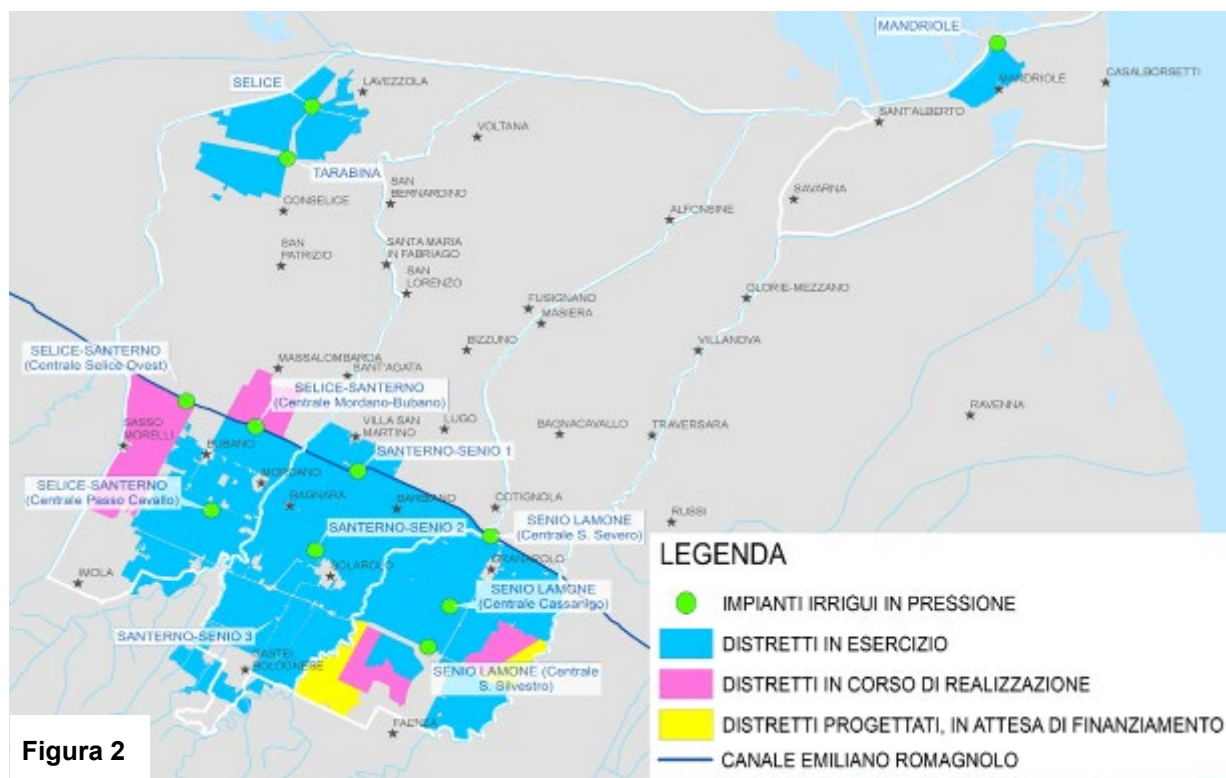 MANDRIOLE
SELICE
LAVEZZOLA
MANDRIOLE
CASALBORSETTI
SANT'ALBERTO
VOLTANA
TARABINA
SAN
BERNARDINO
SAVARNA
CONSELICE
ALFONSINE
SAN
PATRIZIO
SANTA MARIA
IN FABRIAGO
SAN
LORENZO
GLORIE-MEZZANO
FUSIGNANO
MASIERA
SELICE-SANTERNO
(Centrale Selice Ovest)
BIZZUNO
VILLANOVA
MASSALOMBARDA
SANT'AGATA
SELICE-SANTERNO
(Centrale Mordano-Bubano)
RAVENNA
SASSO
MORELLI
VILLA SAN
MARTINO
LUGO
BAGNACAVALLO
TRAVERSARA
BUBANO
SANTERNO-SENIO 1
SELICE-SANTERNO
(Centrale Passo Cavallo)
MORDANO
BAGNARA
BARBIANO
COTIGNOLA
RUSSI
SANTERNO-SENIO 2
SENIO LAMONE
(Centrale S. Severo)
IMOLA
SOLAROLO
GRANAROLO
SENIO LAMONE
(Centrale Cassanigo)
SANTERNO-SENIO 3
CASTEL
BOLOGNESE
SENIO LAMONE (Centrale
S. Silvestro)
FAENZA
LEGENDA
IMPIANTI IRRIGUI IN PRESSIONE
DISTRETTI IN ESERCIZIO
DISTRETTI IN CORSO DI REALIZZAZIONE
DISTRETTI PROGETTATI, IN ATTESA DI FINANZIAMENTO
CANALE EMILIANO ROMAGNOLO
Figura 2